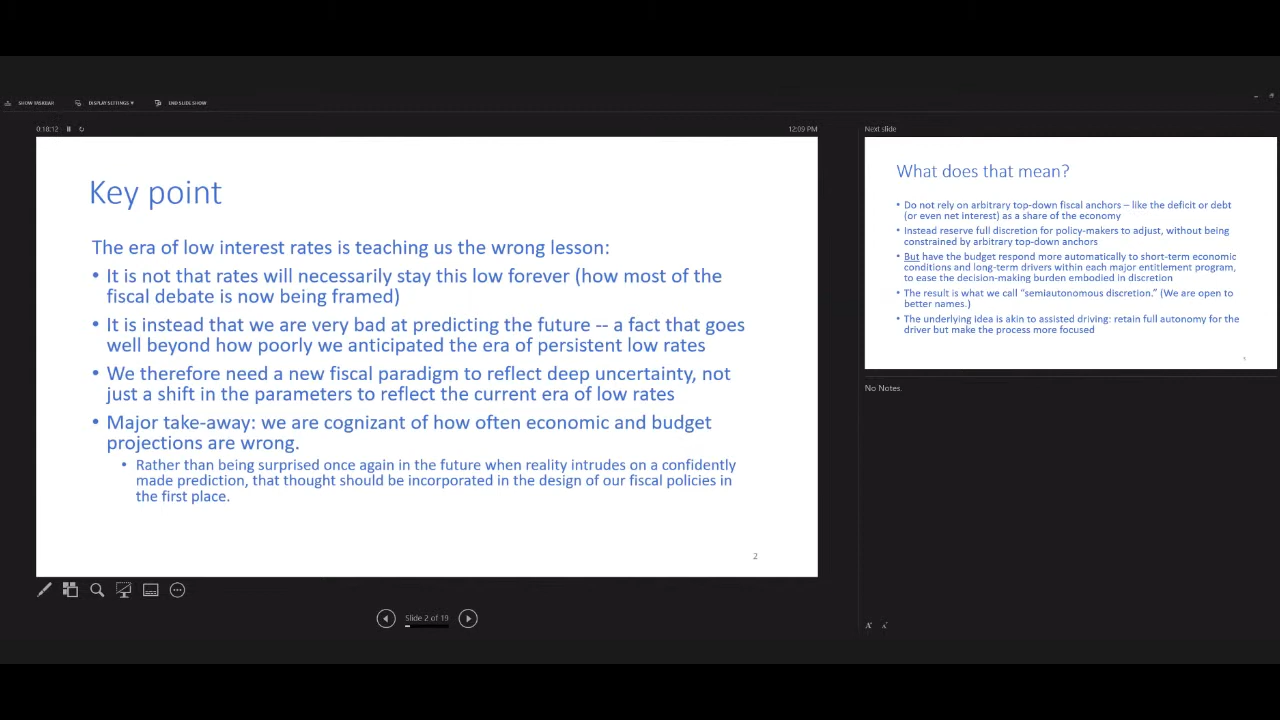 SHOW TASKBAR DISPLAY SETTINGS ▾ END SLIDE SHOW
0:18:12 12:09 PM
Key point
The era of low interest rates is teaching us the wrong lesson:
• It is not that rates will necessarily stay this low forever (how most of the
fiscal debate is now being framed)
• It is instead that we are very bad at predicting the future -- a fact that goes
well beyond how poorly we anticipated the era of persistent low rates
• We therefore need a new fiscal paradigm to reflect deep uncertainty, not
just a shift in the parameters to reflect the current era of low rates
• Major take-away: we are cognizant of how often economic and budget
projections are wrong.
• Rather than being surprised once again in the future when reality intrudes on a confidently
made prediction, that thought should be incorporated in the design of our fiscal policies in
the first place.
2
Slide 2 of 19
Next slide
What does that mean?
• Do not rely on arbitrary top-down fiscal anchors – like the deficit or debt
(or even net interest) as a share of the economy
• Instead reserve full discretion for policy-makers to adjust, without being
constrained by arbitrary top-down anchors
• But have the budget respond more automatically to short-term economic
conditions and long-term drivers within each major entitlement program,
to ease the decision-making burden embodied in discretion
• The result is what we call “semiautonomous discretion.” (We are open to
better names.)
• The underlying idea is akin to assisted driving: retain full autonomy for the
driver but make the process more focused
No Notes.
A A